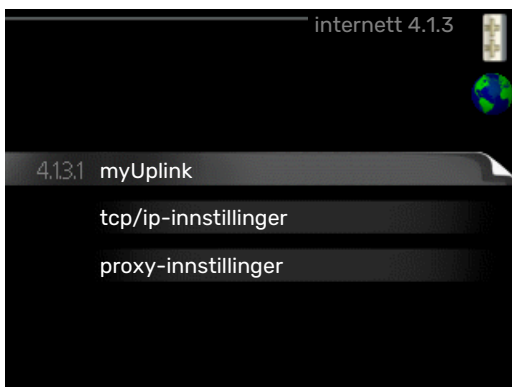 internett 4.1.3
4.1.3.1 myUplink
tcp/ip-innstillinger
proxy-innstillinger